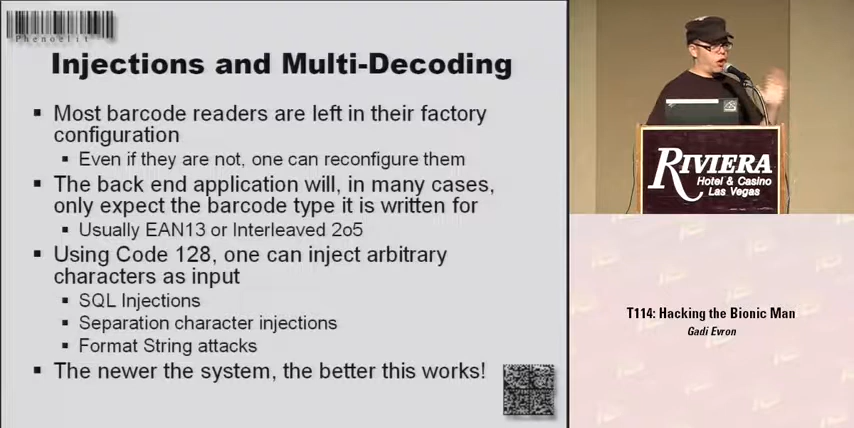 Phenoelit
Injections and Multi-Decoding
▪ Most barcode readers are left in their factory
configuration
▪ Even if they are not, one can reconfigure them
▪ The back end application will, in many cases,
only expect the barcode type it is written for
▪ Usually EAN13 or Interleaved 2o5
▪ Using Code 128, one can inject arbitrary
characters as input
▪ SQL Injections
▪ Separation character injections
▪ Format String attacks
▪ The newer the system, the better this works!
RIVIERA
Hotel & Casino
Las Vegas
T114: Hacking the Bionic Man
Gadi Evron